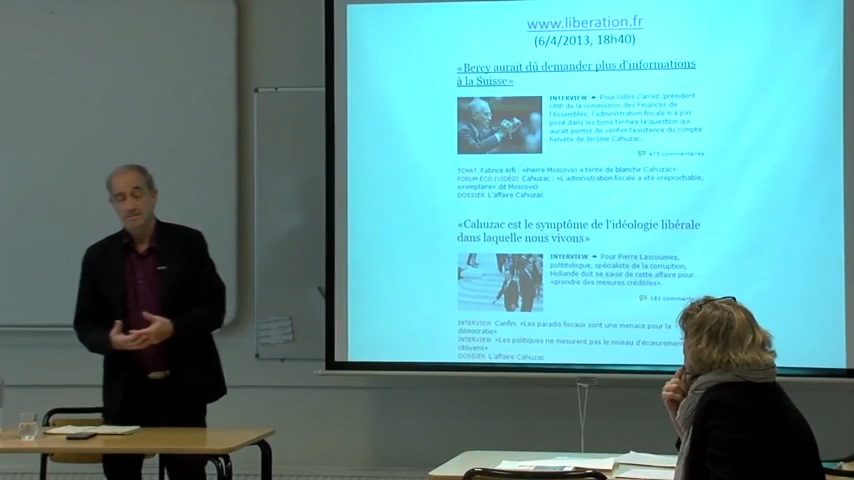 www.liberation.fr
(6/4/2013, 18h40)
«Bercy aurait dû demander plus d'informations
à la Suisse»
INTERVIEW Pour Gilles Carrez, président
UMP de la commission des Finances de
l'Assemblée, l'administration fiscale n'a pas
posé dans les bons termes la question qui
aurait permis de vérifier l'existence du compte
helvète de Jérôme Cahuzac.
commentaires
TCHAT Fabrice Arfi : «Pierre Moscovici a tenté de blanchir Cahuzac»
FORUM ÉCO (VIDÉO) Cahuzac : «L'administration fiscale a été irréprochable,
exemplaire» dit Moscovici
DOSSIER L'affaire Cahuzac
«Cahuzac est le symptôme de l'idéologie libérale
dans laquelle nous vivons»
INTERVIEW Pour Pierre Lascoumes,
polititologue, spécialiste de la corruption,
Hollande doit se saisir de cette affaire pour
«prendre des mesures crédibles».
INTERVIEW Canfin: «Les paradis fiscaux sont une menace pour la
démocratie»
INTERVIEW «Les politiques ne mesurent pas le niveau d'écœurement
citoyens»
DOSSIER L'affaire Cahuzac